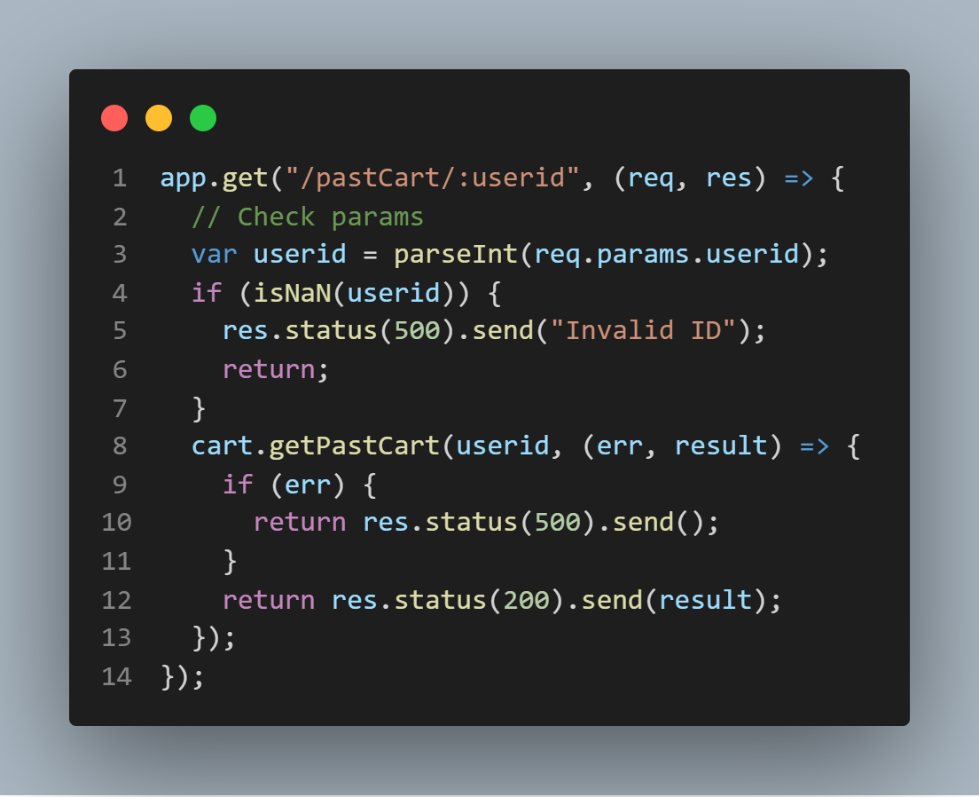 1 app.get("/pastCart/:userid", (req, res) => {
2   // Check params
3   var userid = parseInt(req.params.userid);
4   if (isNaN(userid)) {
5     res.status(500).send("Invalid ID");
6     return;
7   }
8   cart.getPastCart(userid, (err, result) => {
9     if (err) {
10       return res.status(500).send();
11     }
12     return res.status(200).send(result);
13   });
14 });